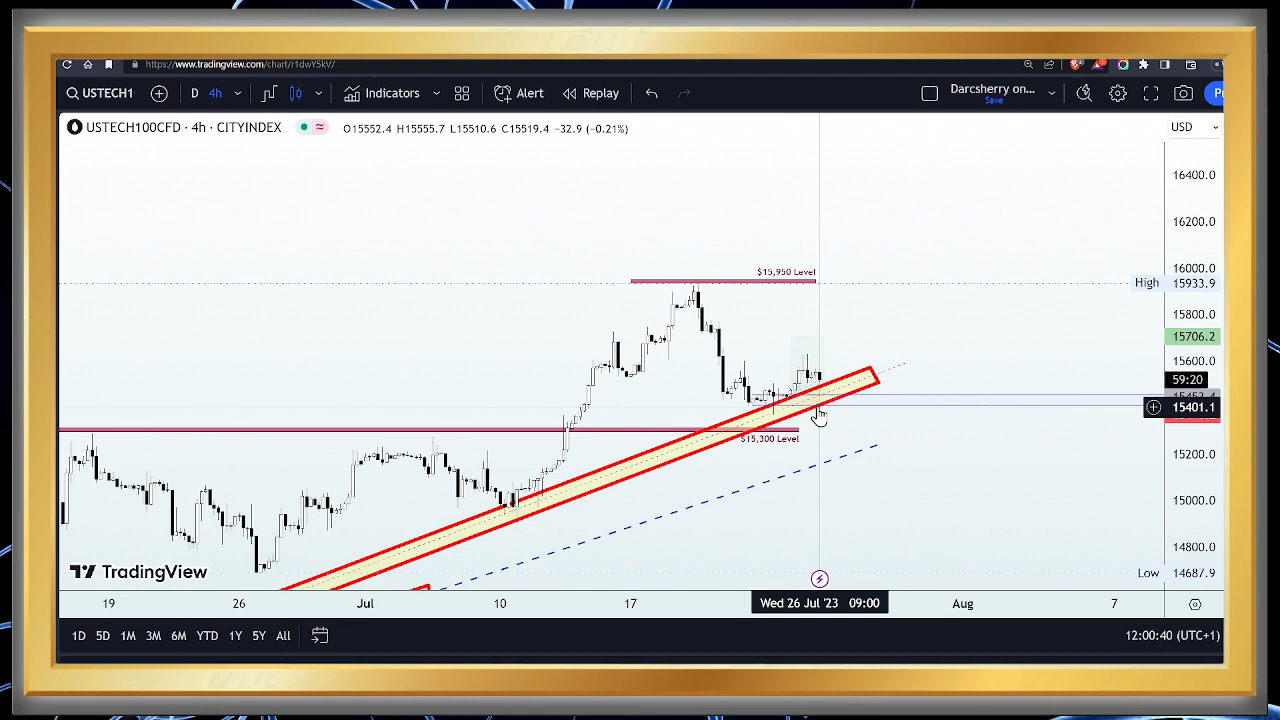 https://www.tradingview.com/chart/r1dwY5kV/
USTECH1
D
4h
Indicators
Alert
Replay
Darcsherry on...
Save
USTECH100CFD · 4h · CITYINDEX
O15552.4 H15555.7 L15510.6 C15519.4 −32.9 (−0.21%)
USD
16400.0
16200.0
16000.0
$15,950 Level
High 15933.9
15800.0
15706.2
15600.0
59:20
15401.1
$15,300 Level
15200.0
15000.0
14800.0
TradingView
Low 14687.9
19
26
Jul
10
17
Wed 26 Jul '23 09:00
Aug
7
1D 5D 1M 3M 6M YTD 1Y 5Y All
12:00:40 (UTC+1)